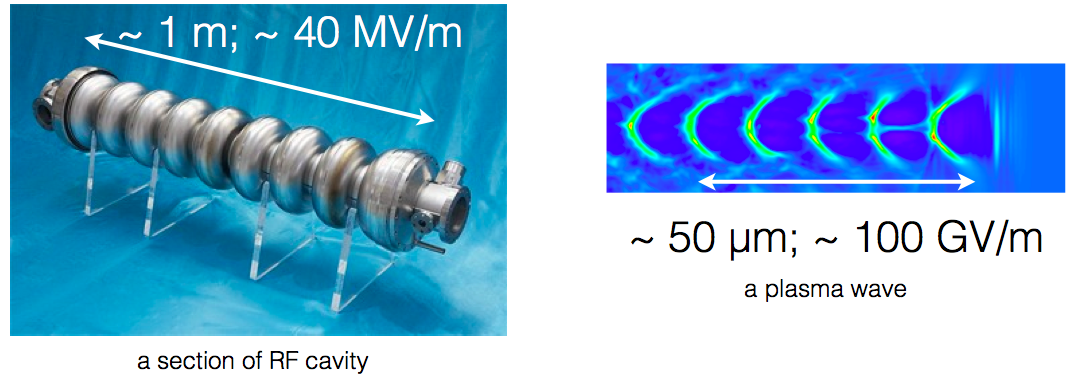 ~ 1 m; ~ 40 MV/m
a section of RF cavity
~ 50 µm; ~ 100 GV/m
a plasma wave